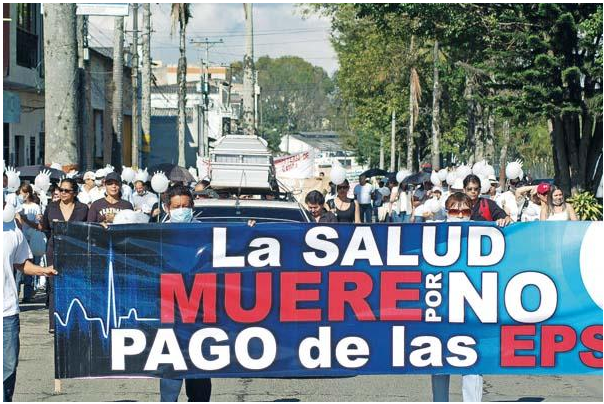 La SALUD
MUERE POR NO
PAGO de las EPS